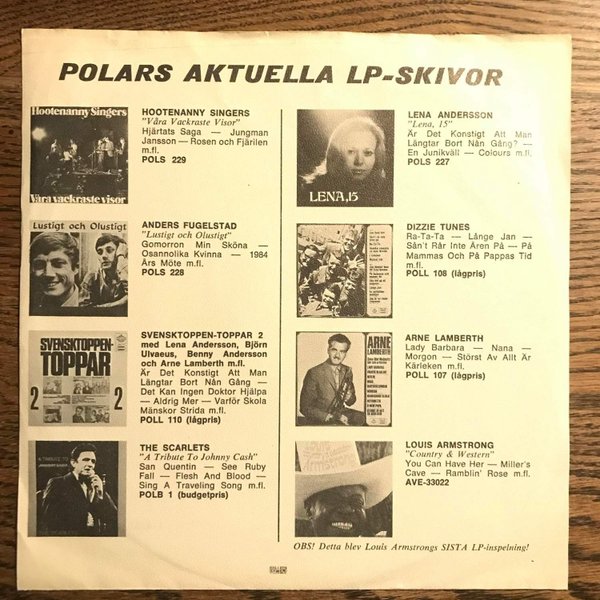 POLARS AKTUELLA LP-SKIVOR
Hootenanny Singers
Våra vackraste visor
HOOTENANNY SINGERS
"Våra Vackraste Visor"
Hjärtats Saga — Jungman
Jansson — Rosen och Fjärilen
m.fl.
POLS 229
Lustigt och Olustigt
ANDERS FUGELSTAD
"Lustigt och Olustigt"
Gomorron Min Sköna —
Osannolika Kvinna — 1984
Års Möte m.fl.
POLS 228
SVENSKTOPPEN-
TOPPAR
2 2
SVENSKTOPPEN-TOPPAR 2
med Lena Andersson, Björn
Ulvaeus, Benny Andersson
och Arne Lamberth m.fl.
Är Det Konstigt Att Man
Längtar Bort Nån Gång —
Det Kan Ingen Doktor Hjälpa
— Aldrig Mer — Varför Skola
Mänskor Strida m.fl.
POLL 110 (lågpris)
A TRIBUTE TO
THE SCARLETS
"A Tribute To Johnny Cash"
San Quentin — See Ruby
Fall — Flesh And Blood —
Sing A Traveling Song m.fl.
POLB 1 (budgetpris)
LENA, 15
LENA ANDERSSON
"Lena, 15"
Är Det Konstigt Att Man
Längtar Bort Nån Gång? —
En Junikväll — Colours m.fl.
POLS 227
DIZZIE TUNES
Ra-Ta-Ta — Långe Jan —
Sån't Rår Inte Åren På — På
Mammas Och På Pappas Tid
m.fl.
POLL 108 (lågpris)
ARNE
LAMBERTH
ARNE LAMBERTH
Lady Barbara — Nana —
Morgon — Störst Av Allt Är
Kärleken m.fl.
POLL 107 (lågpris)
LOUIS ARMSTRONG
"Country & Western"
You Can Have Her — Miller's
Cave — Ramblin' Rose m.fl.
AVE-33022
OBS! Detta blev Louis Armstrongs SISTA LP-inspelning!